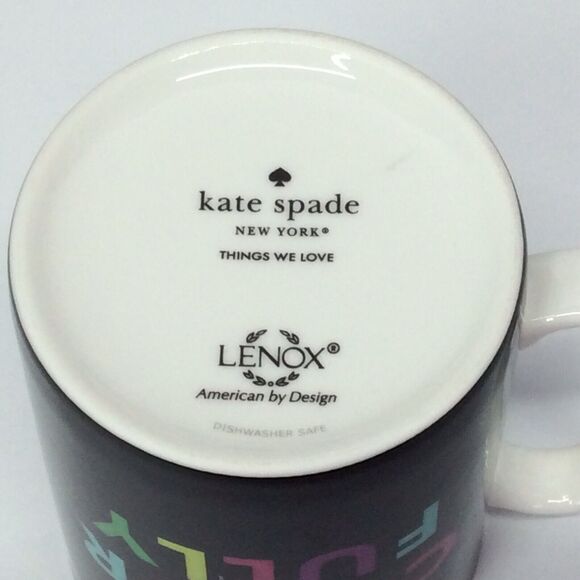 kate spade
NEW YORK®
THINGS WE LOVE
LENOX®
American by Design
DISHWASHER SAFE